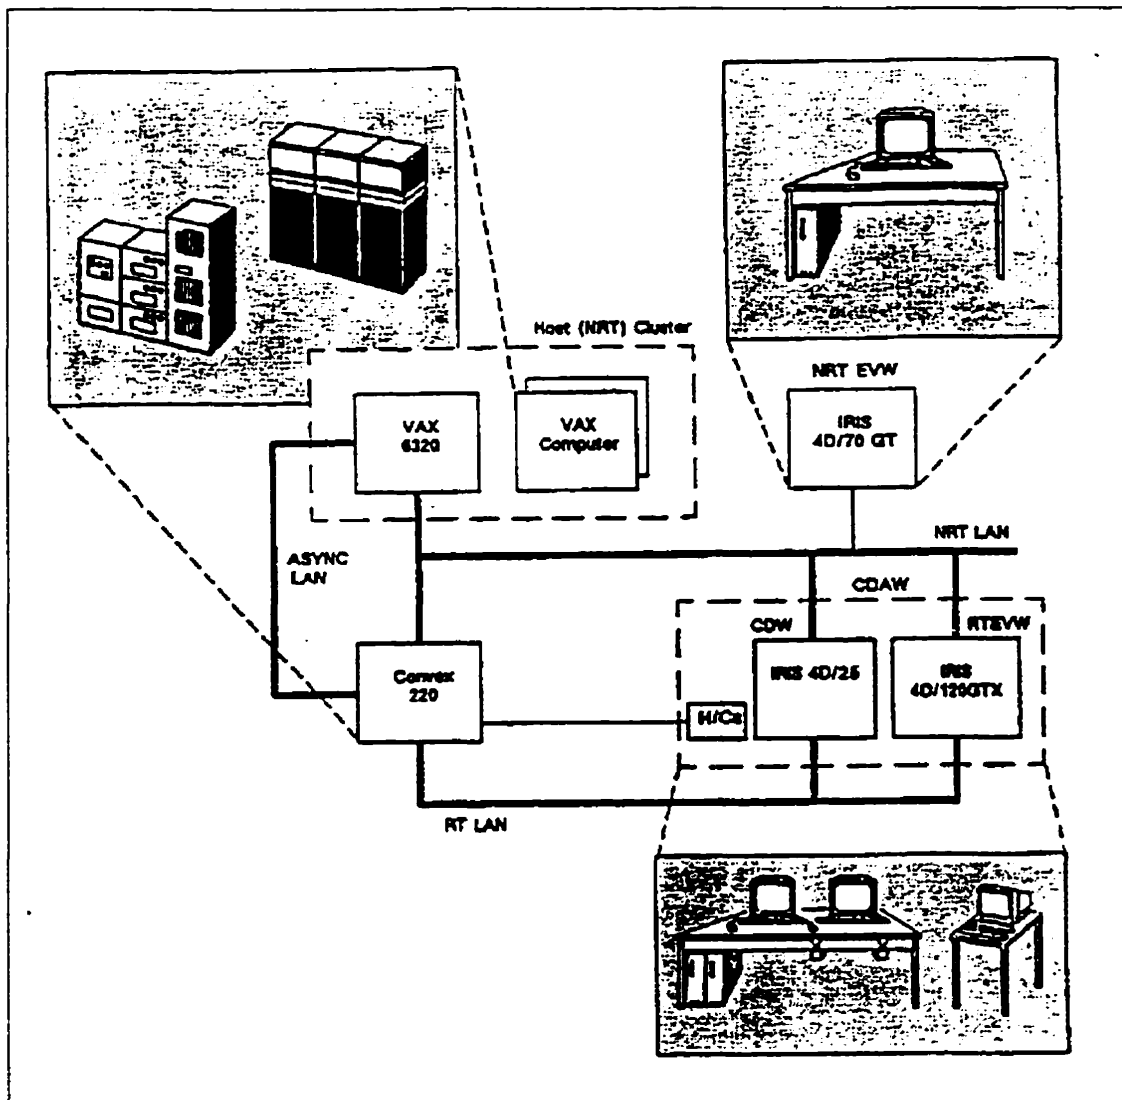 Host (NRT) Cluster
VAX
6320
VAX
Computer
NRT EVW
IRIS
4D/70 GT
ASYNC
LAN
NRT LAN
CDAW
CDW
RTEVW
Convex
220
H/Cs
IRIS 4D/25
IRIS
4D/120GTX
RT LAN